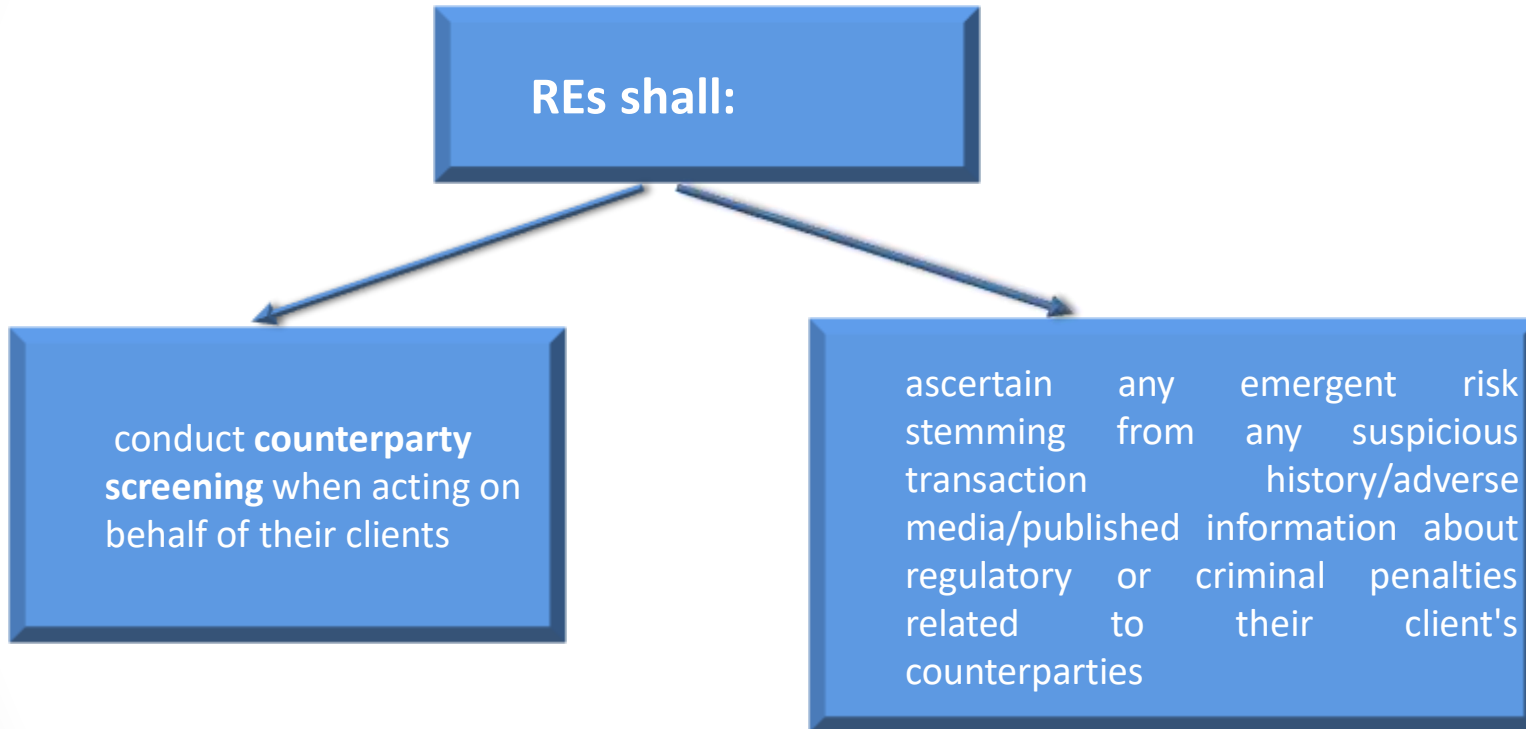 REs shall:
conduct counterparty
screening when acting on
behalf of their clients
ascertain any emergent risk
stemming from any suspicious
transaction history/adverse
media/published information about
regulatory or criminal penalties
related to their client's
counterparties